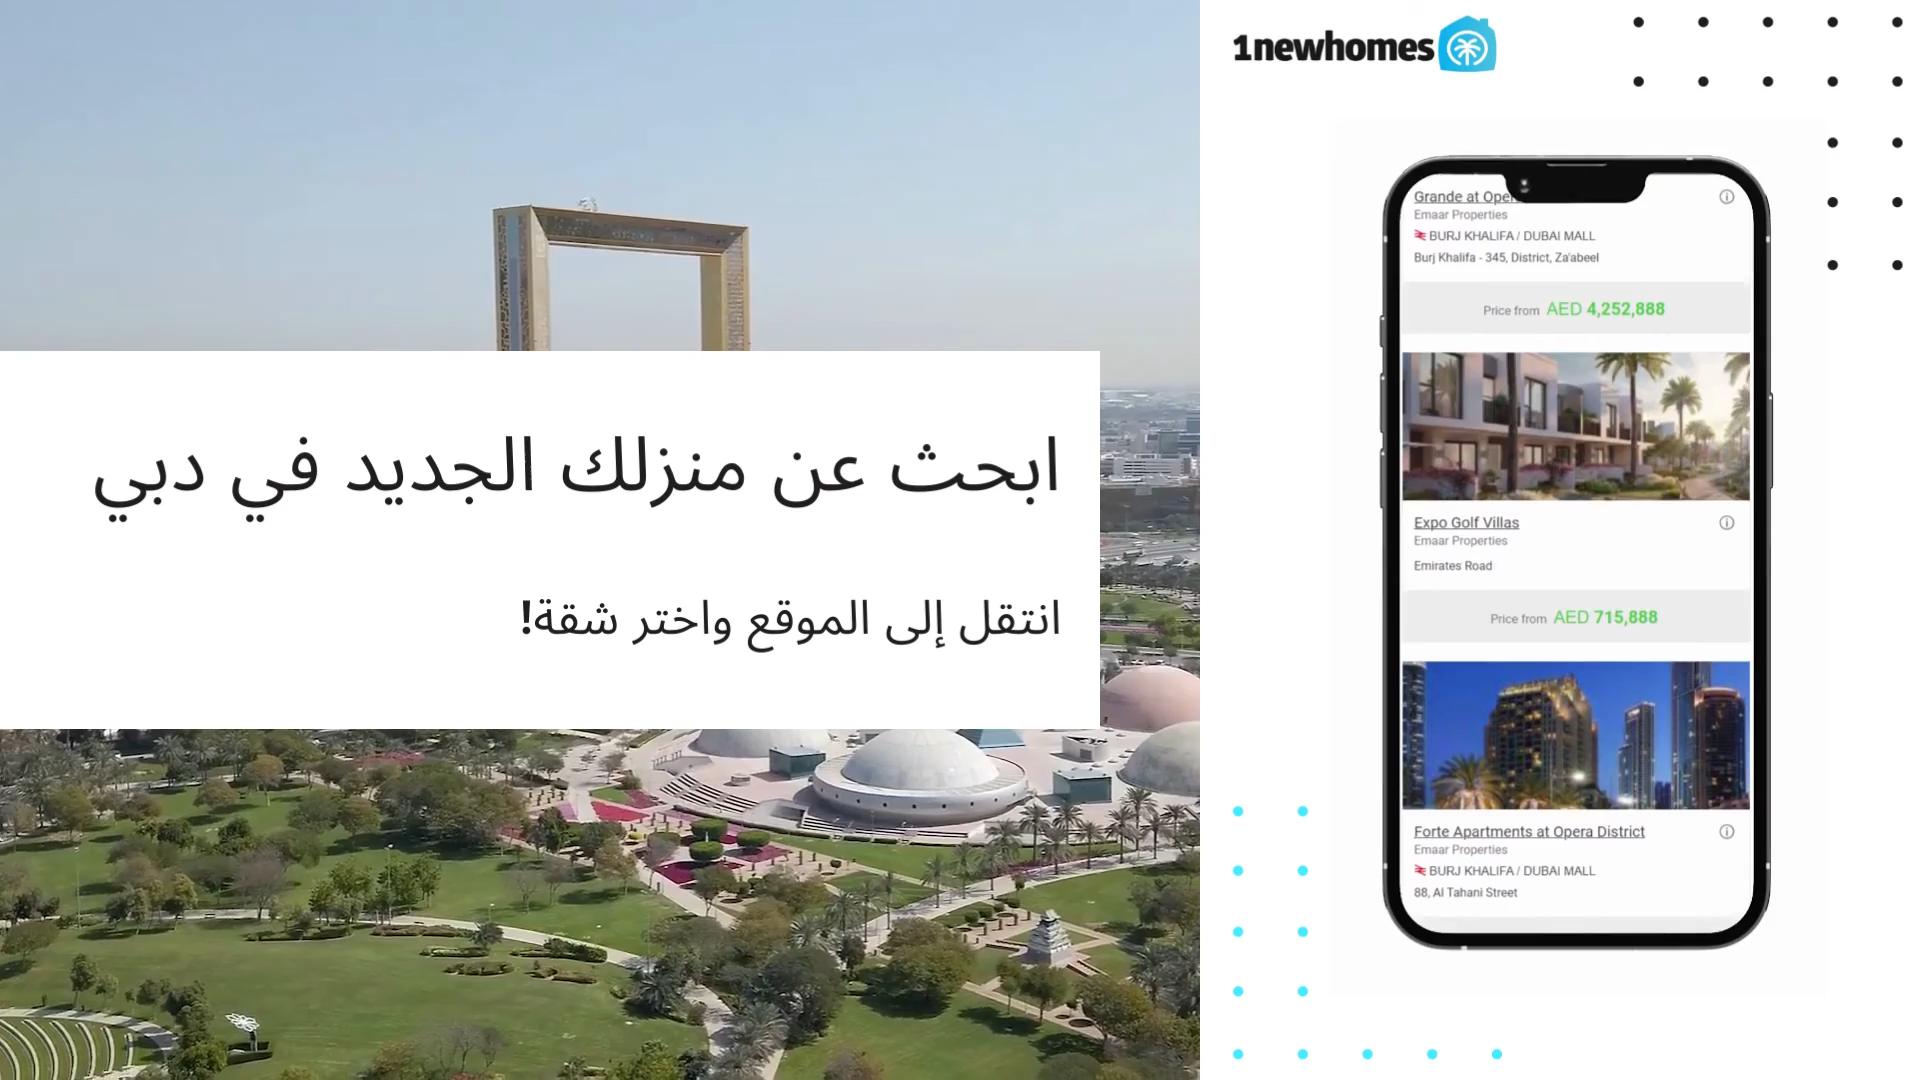 ابحث عن منزلك الجديد في دبي
انتقل إلى الموقع واختر شقة!
1newhomes
Grande at
Emaar Properties
BURJ KHALIFA / DUBAI MALL
Burj Khalifa - 345, District, Za'abeel
Price from AED 4,252,888
Expo Golf Villas
Emaar Properties
Emirates Road
Price from AED 715,888
Forte Apartments at Opera District
Emaar Properties
BURJ KHALIFA / DUBAI MALL
88, Al Tahani Street